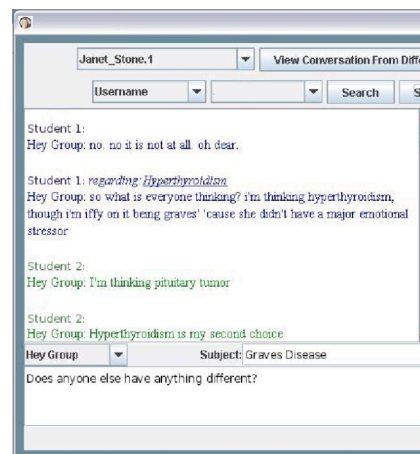 Janet_Stone.1 View Conversation From Diffe
Username Search S
Student 1:
Hey Group: no. no it is not at all. oh dear.
Student 1: regarding:Hyperthyroidism
Hey Group: so what is everyone thinking? i'm thinking hyperthyroidism,
though i'm iffy on it being graves' 'cause she didn't have a major emotional
stressor
Student 2:
Hey Group: I'm thinking pituitary tumor
Student 2:
Hey Group: Hyperthyroidism is my second choice
Hey Group Subject: Graves Disease
Does anyone else have anything different?